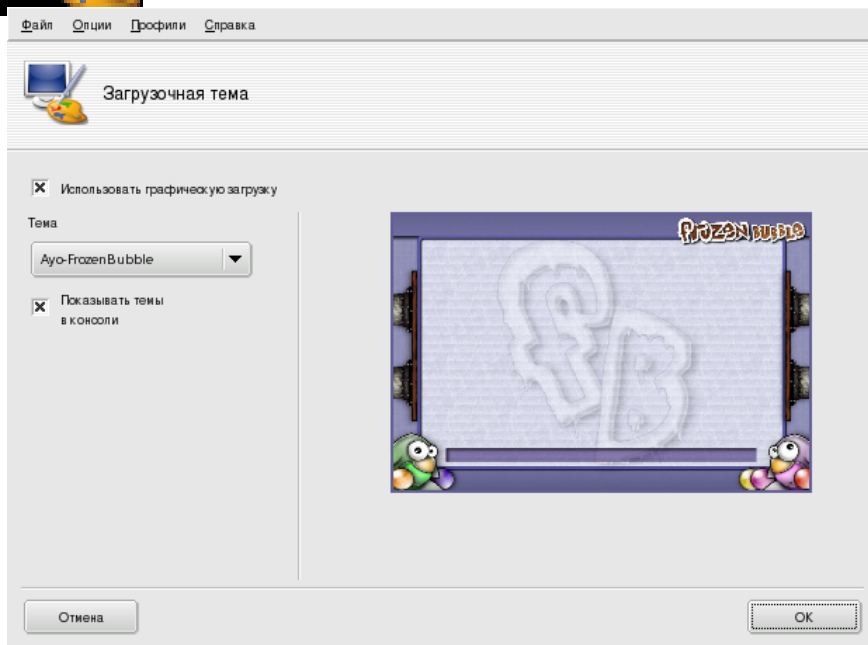 Файл Опции Профили Справка
Загрузочная тема
Использовать графическую загрузку
Тема
Ayo-FrozenBubble
Показывать темы
в консоли
Frozen BUBBLE
FB
Отмена
OK